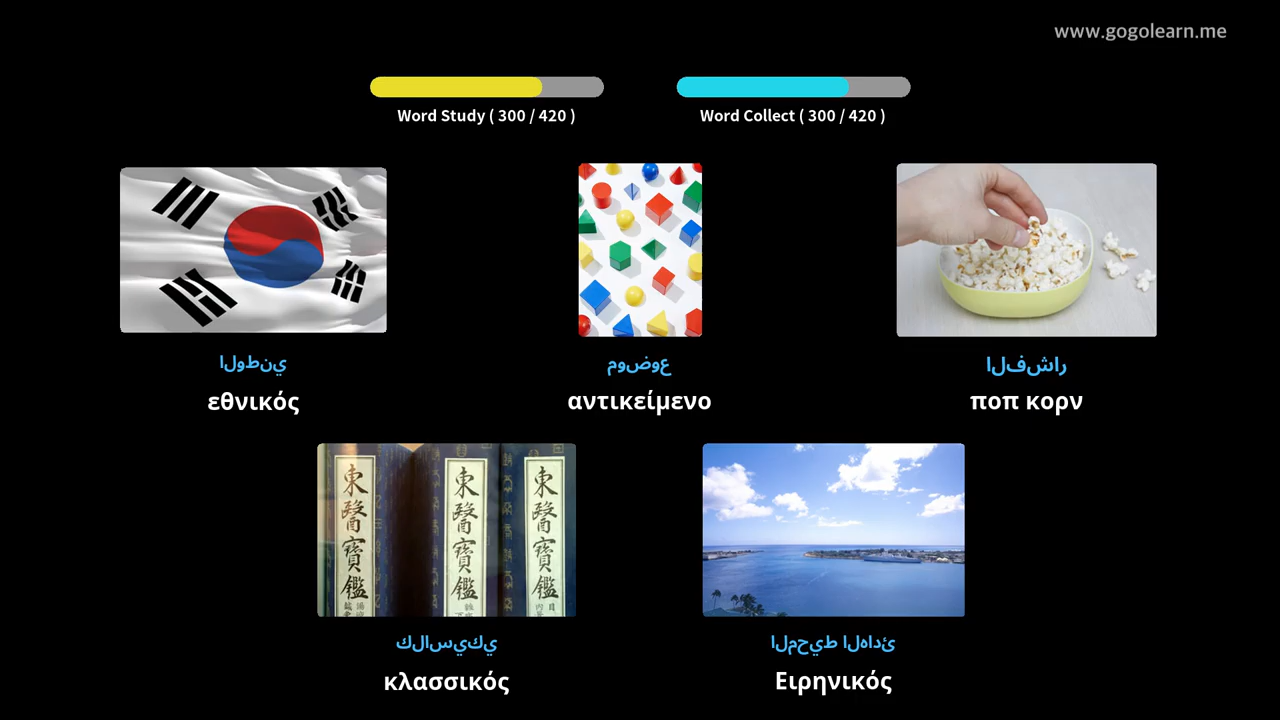 www.gogolearn.me
Word Study ( 300 / 420 )
Word Collect ( 300 / 420 )
الوطني
موضوع
الفشار
εθνικός
αντικείμενο
ποπ κορν
東醫寶鑑
東醫寶鑑
東醫寶鑑
كلاسيكي
المحيط الهادئ
κλασσικός
Ειρηνικός